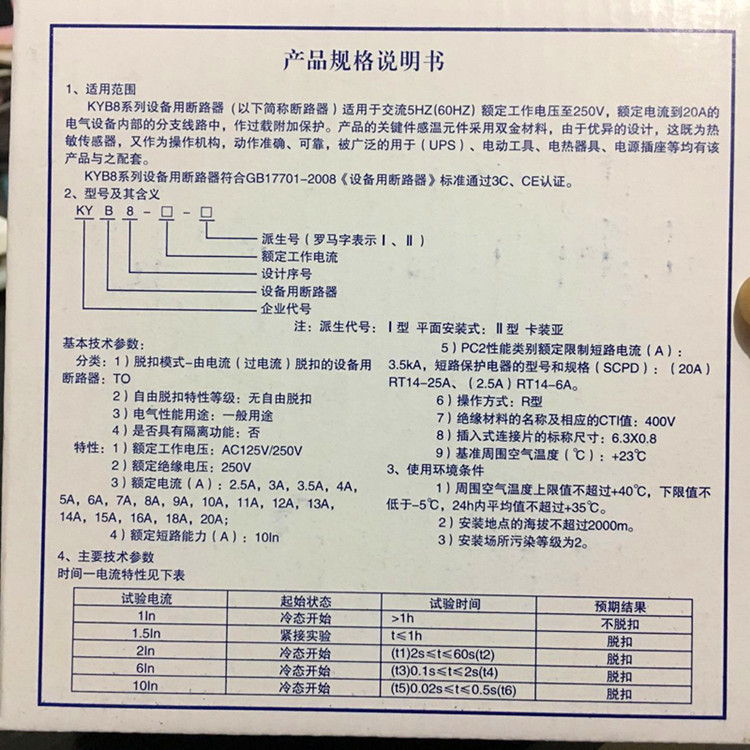 产品规格说明书
1、适用范围
KYB8系列设备用断路器（以下简称断路器）适用于交流5HZ(60HZ）额定工作电压至250V，额定电流到20A的
电气设备内部的分支线路中，作过载附加保护。产品的关键件感温元件采用双金材料，由于优异的设计，这既为热
敏传感器，又作为操作机构，动作准确、可靠，被广泛的用于（UPS）、电动工具、电热器具、电源插座等均有该
产品与之配套。
KYB8系列设备用断路器符合GB17701-2008《设备用断路器》标准通过3C、CE认证。
2、型号及其含义
KY B 8 - □ - □
派生号（罗马字表示Ⅰ、Ⅱ）
额定工作电流
设计序号
设备用断路器
企业代号
注：派生代号：Ⅰ型 平面安装式：Ⅱ型 卡装亚
基本技术参数：
分类：1）脱扣模式-由电流（过电流）脱扣的设备用
断路器：TO
2）自由脱扣特性等级：无自由脱扣
3）电气性能用途：一般用途
4）是否具有隔离功能：否
特性：1）额定工作电压：AC125V/250V
2）额定绝缘电压：250V
3）额定电流（A）：2.5A，3A，3.5A，4A，
5A，6A，7A，8A，9A，10A，11A，12A，13A，
14A，15A，16A，18A，20A；
4）额定短路能力（A）：10In
5）PC2性能类别额定限制短路电流（A）：
3.5kA，短路保护电器的型号和规格（SCPD）：（20A）
RT14-25A、（2.5A）RT14-6A。
6）操作方式：R型
7）绝缘材料的名称及相应的CTI值：400V
8）插入式连接片的标称尺寸：6.3X0.8
9）基准周围空气温度（℃）：+23℃
3、使用环境条件
1）周围空气温度上限值不超过+40℃，下限值不
低于-5℃，24h内平均值不超过+35℃。
2）安装地点的海拔不超过2000m。
3）安装场所污染等级为2。
4、主要技术参数
时间一电流特性见下表
试验电流 起始状态 试验时间 预期结果
1In 冷态开始 >1h 不脱扣
1.5In 紧接实验 t≤1h 脱扣
2In 冷态开始 (t1)2s≤t≤60s(t2) 脱扣
6In 冷态开始 (t3)0.1s≤t≤2s(t4) 脱扣
10In 冷态开始 (t5)0.02s≤t≤0.5s(t6) 脱扣